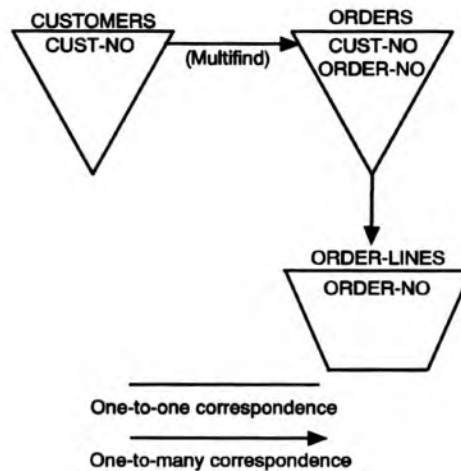 CUSTOMERS
CUST-NO
(Multifind)
ORDERS
CUST-NO
ORDER-NO
ORDER-LINES
ORDER-NO
One-to-one correspondence
One-to-many correspondence